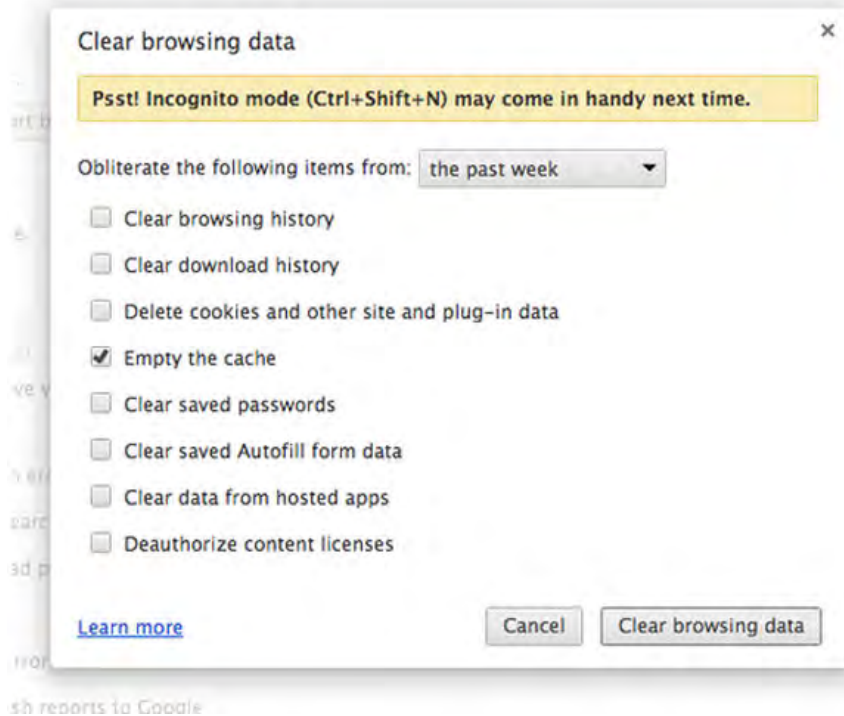 Clear browsing data
×
Psst! Incognito mode (Ctrl+Shift+N) may come in handy next time.
Obliterate the following items from: the past week
Clear browsing history
Clear download history
Delete cookies and other site and plug-in data
Empty the cache
Clear saved passwords
Clear saved Autofill form data
Clear data from hosted apps
Deauthorize content licenses
Learn more Cancel Clear browsing data
reports to Google